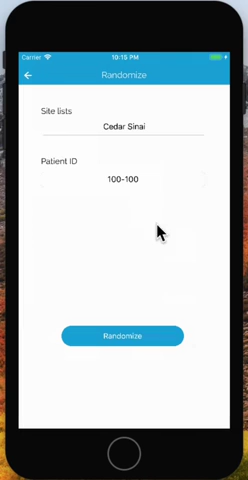 Carrier 10:15 PM
Randomize
Site lists
Cedar Sinai
Patient ID
100-100
Randomize